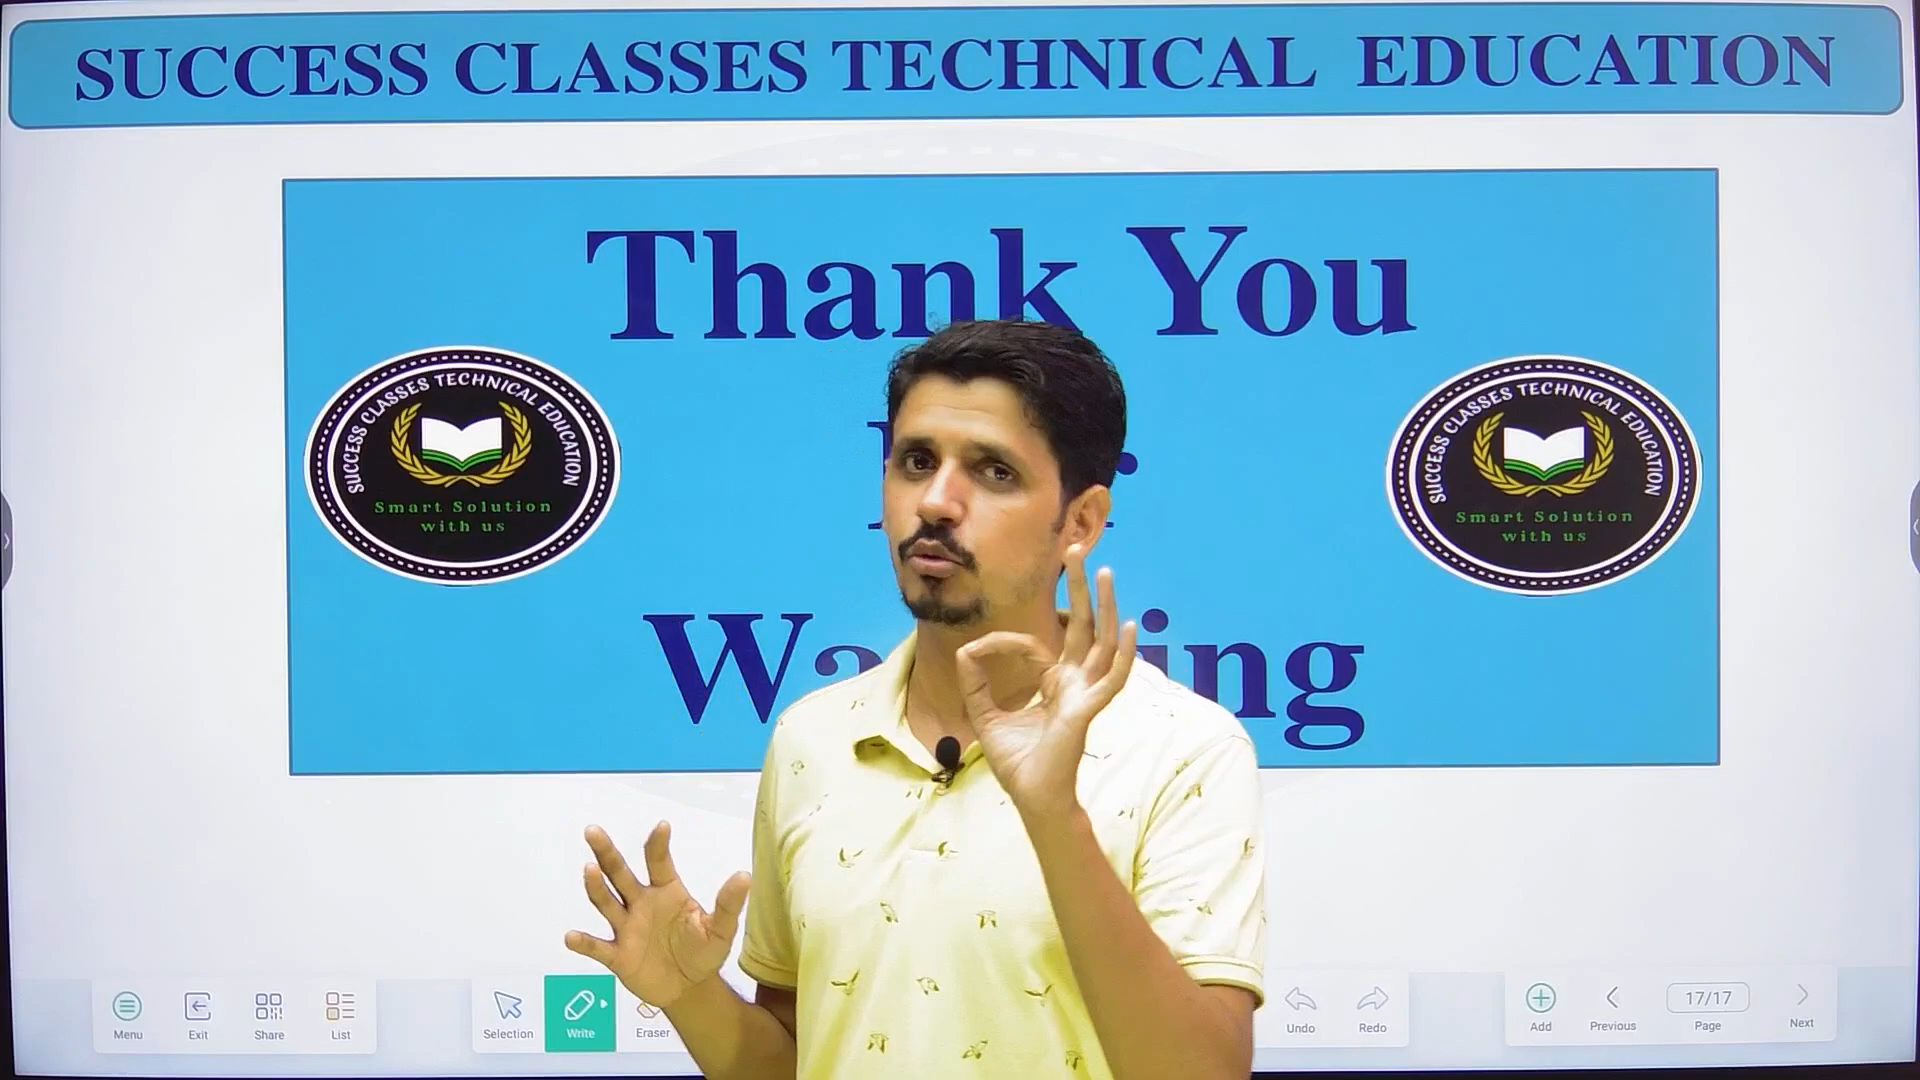 SUCCESS CLASSES TECHNICAL EDUCATION
Thank You
SUCCESS CLASSES TECHNICAL EDUCATION
Smart Solution
with us
SUCCESS CLASSES TECHNICAL EDUCATION
Smart Solution
with us
Menu
Exit
Share
List
Selection
Write
Eraser
Undo
Redo
Add
Previous
17/17
Page
Next